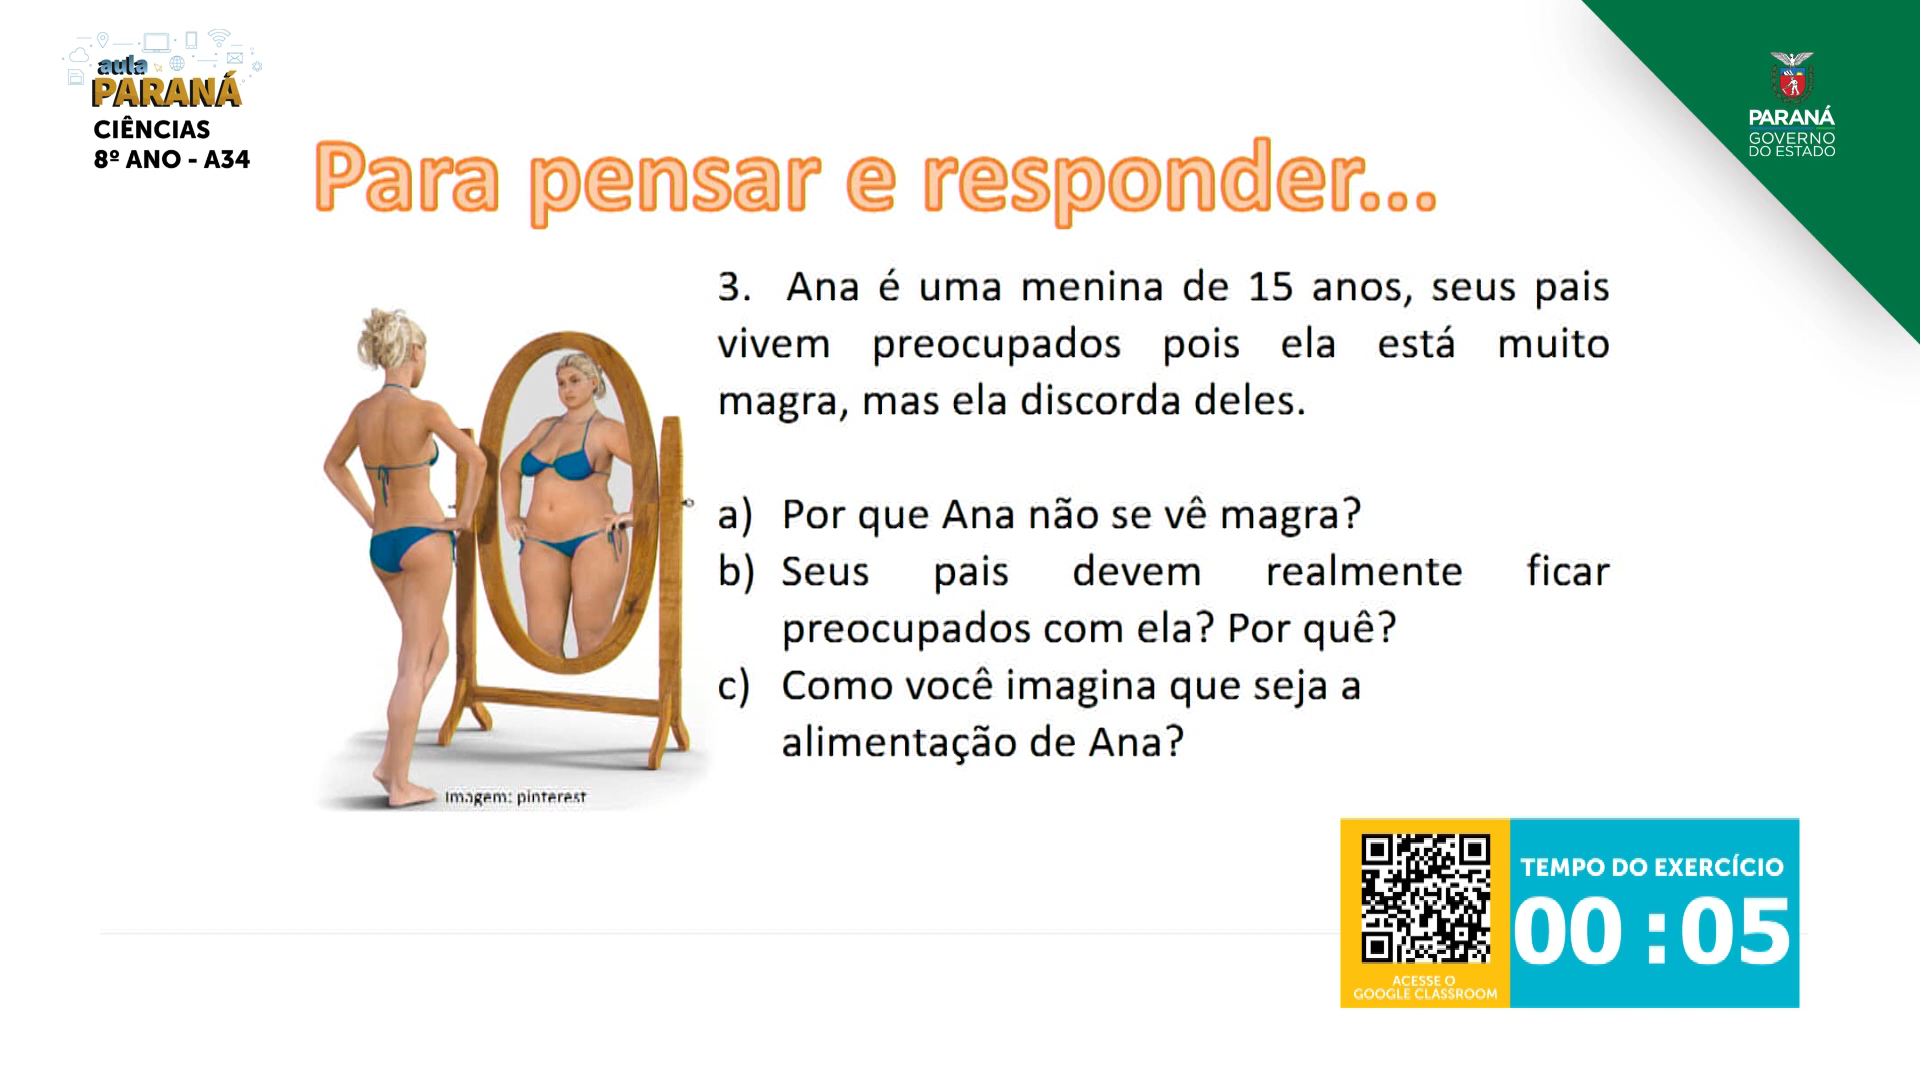 aula
PARANÁ
CIÊNCIAS
8º ANO - A34
PARANÁ
GOVERNO
DO ESTADO
Para pensar e responder...
3. Ana é uma menina de 15 anos, seus pais
vivem preocupados pois ela está muito
magra, mas ela discorda deles.
a) Por que Ana não se vê magra?
b) Seus pais devem realmente ficar
preocupados com ela? Por quê?
c) Como você imagina que seja a
alimentação de Ana?
Imagem: pinterest
ACESSE O
GOOGLE CLASSROOM
TEMPO DO EXERCÍCIO
00:05